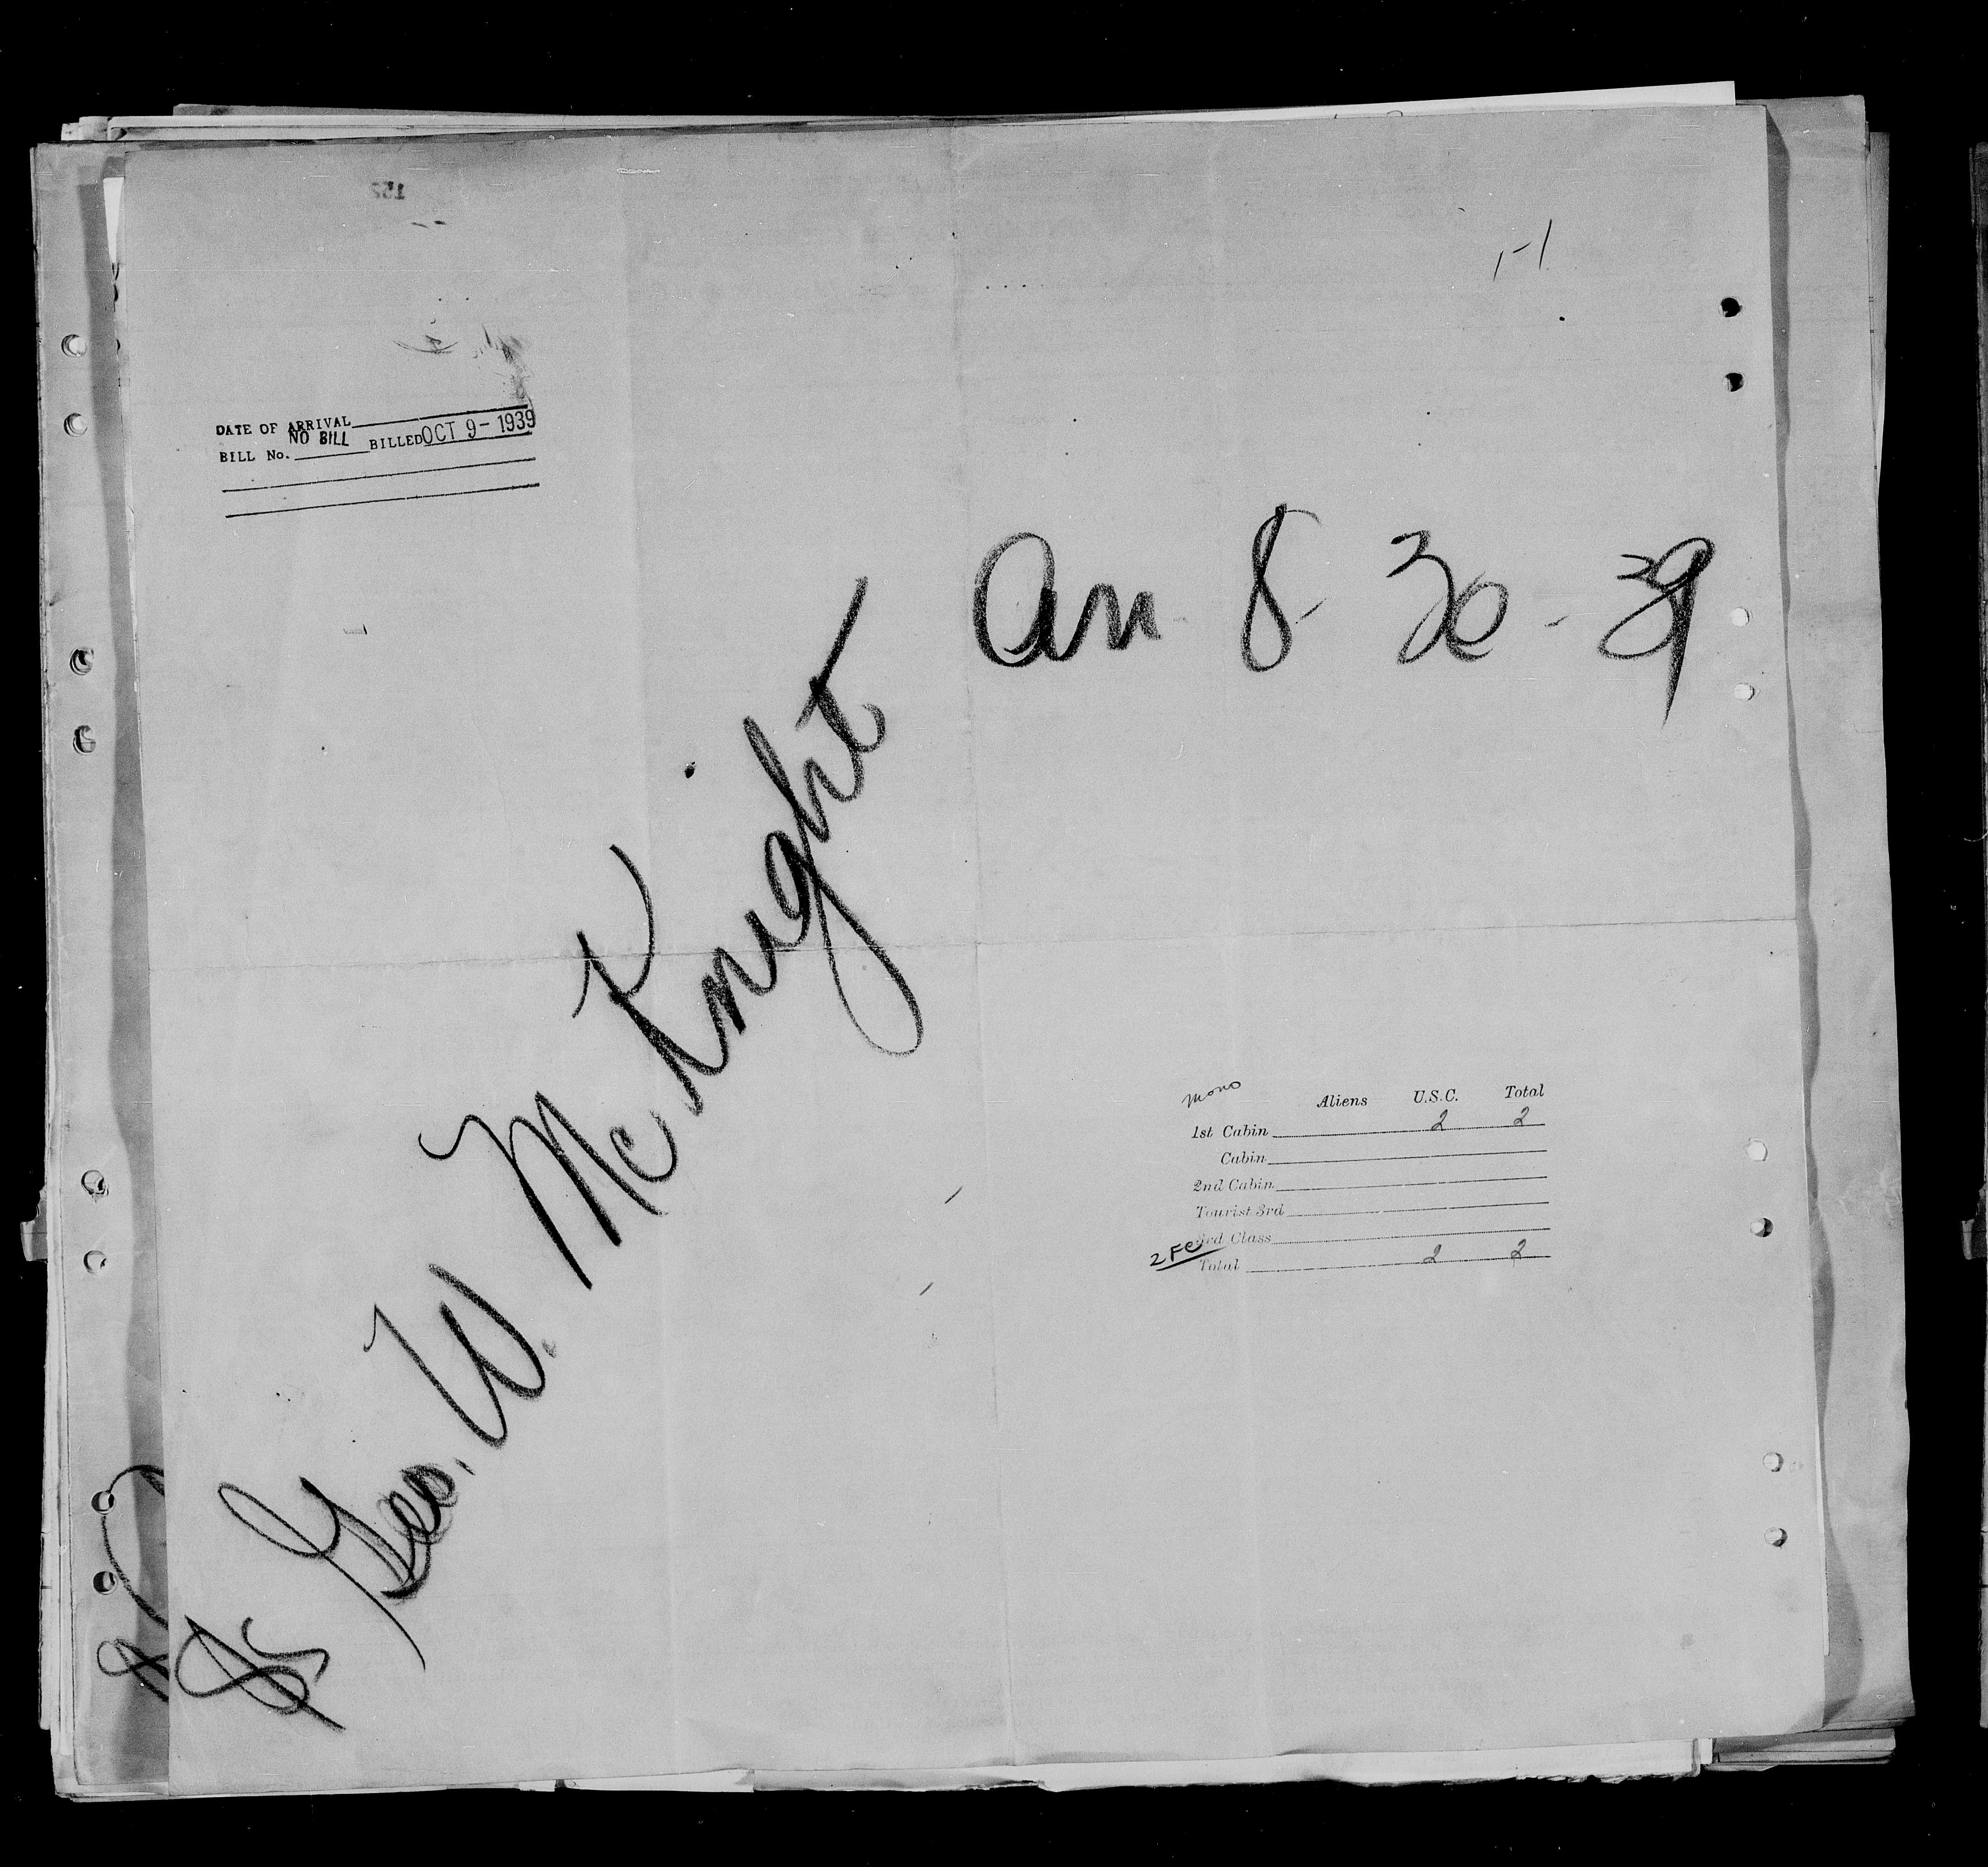 1-1
DATE OF ARRIVAL
NO BILL
BILL No. BILLED OCT 9- 1939
Arr. 8-30-39
SS Geo. W. McKnight
Mono
Aliens U.S.C. Total
1st Cabin 2 2
Cabin
2nd Cabin
Tourist 3rd
3rd Class
2 FC
Total 2 2